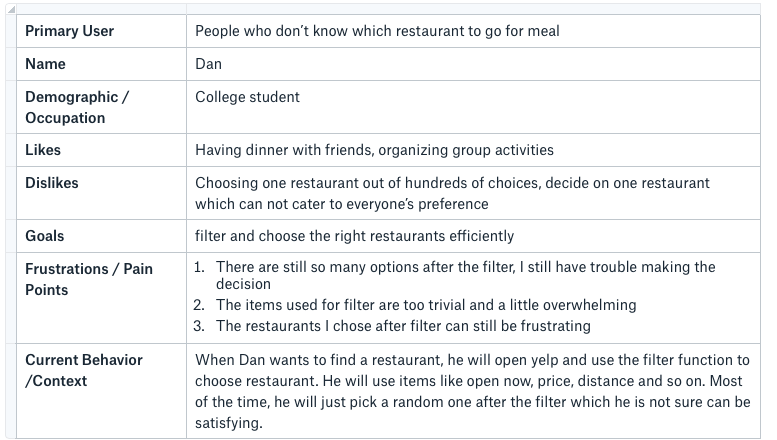 Primary User
People who don’t know which restaurant to go for meal
Name
Dan
Demographic /
Occupation
College student
Likes
Having dinner with friends, organizing group activities
Dislikes
Choosing one restaurant out of hundreds of choices, decide on one restaurant
which can not cater to everyone’s preference
Goals
filter and choose the right restaurants efficiently
Frustrations / Pain
Points
1. There are still so many options after the filter, I still have trouble making the
decision
2. The items used for filter are too trivial and a little overwhelming
3. The restaurants I chose after filter can still be frustrating
Current Behavior
/Context
When Dan wants to find a restaurant, he will open yelp and use the filter function to
choose restaurant. He will use items like open now, price, distance and so on. Most
of the time, he will just pick a random one after the filter which he is not sure can be
satisfying.